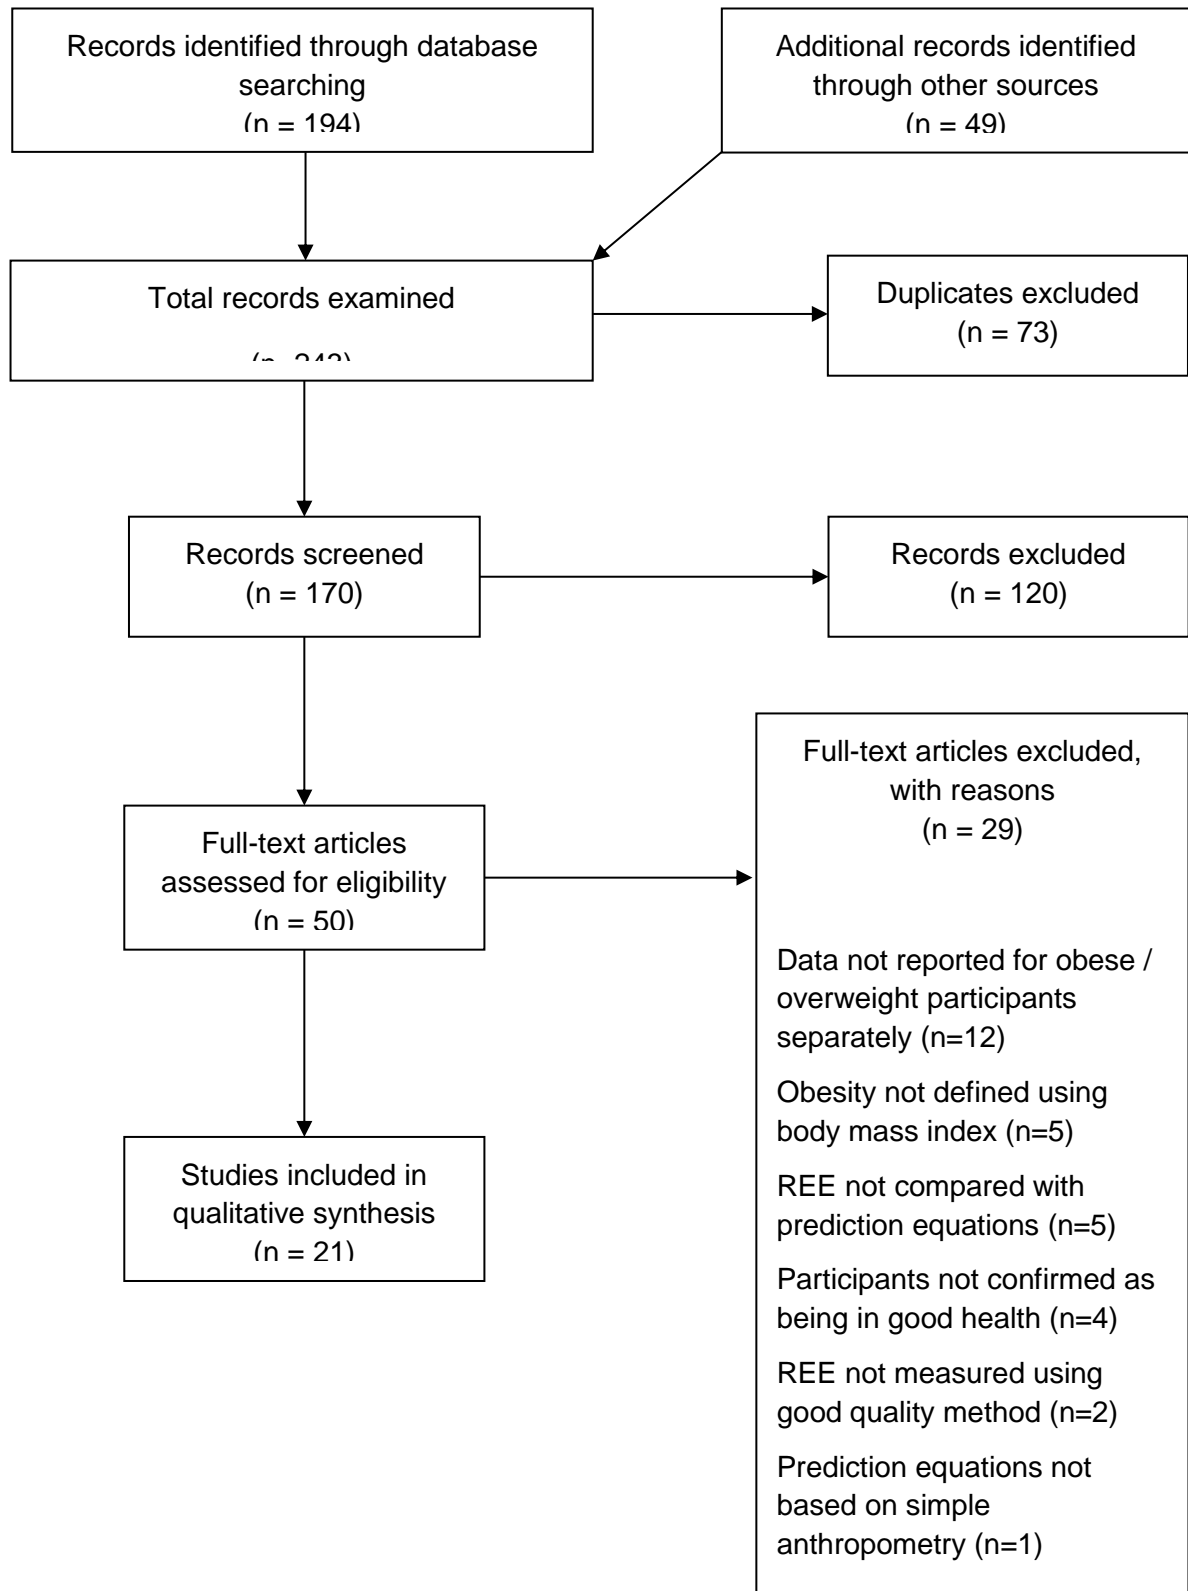 Records identified through database
searching
(n = 194)
Additional records identified
through other sources
(n = 49)
Total records examined
(n= 243)
Duplicates excluded
(n = 73)
Records screened
(n = 170)
Records excluded
(n = 120)
Full-text articles
assessed for eligibility
(n = 50)
Full-text articles excluded,
with reasons
(n = 29)
Data not reported for obese /
overweight participants
separately (n=12)
Obesity not defined using
body mass index (n=5)
REE not compared with
prediction equations (n=5)
Participants not confirmed as
being in good health (n=4)
REE not measured using
good quality method (n=2)
Prediction equations not
based on simple
anthropometry (n=1)
Studies included in
qualitative synthesis
(n = 21)